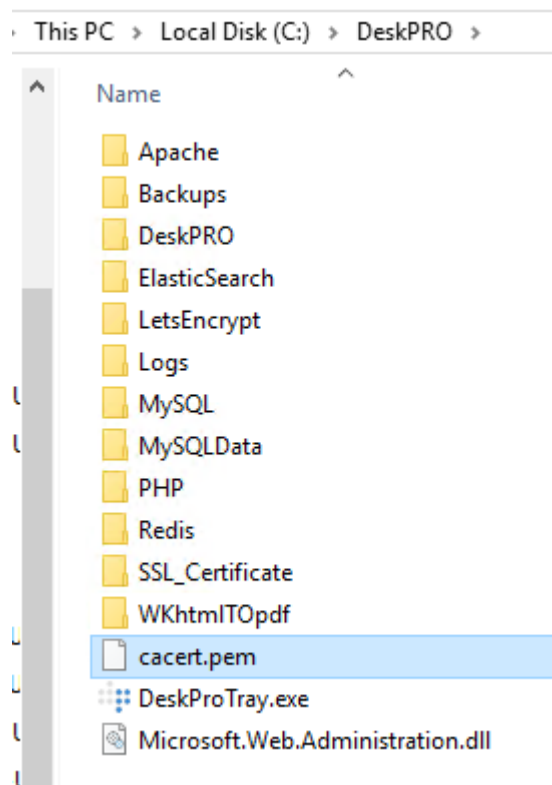 This PC > Local Disk (C:) > DeskPRO >
Name
Apache
Backups
DeskPRO
ElasticSearch
LetsEncrypt
Logs
MySQL
MySQLData
PHP
Redis
SSL_Certificate
WKhtmlTOpdf
cacert.pem
DeskProTray.exe
Microsoft.Web.Administration.dll